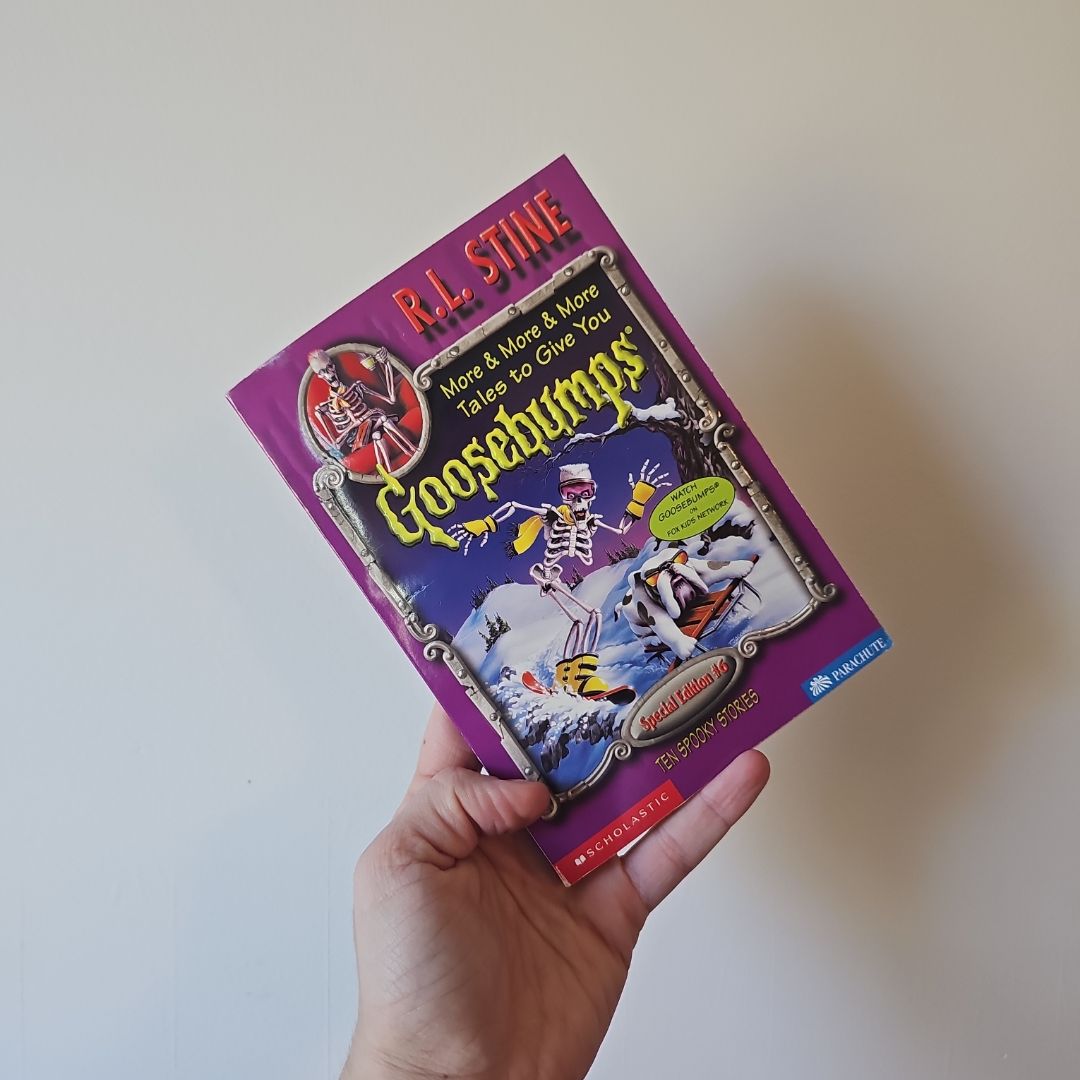 R.L. STINE
More & More & More
Tales to Give You
Goosebumps®
WATCH
GOOSEBUMPS®
ON
FOX KIDS NETWORK
Special Edition #6
TEN SPOOKY STORIES
PARACHUTE
SCHOLASTIC